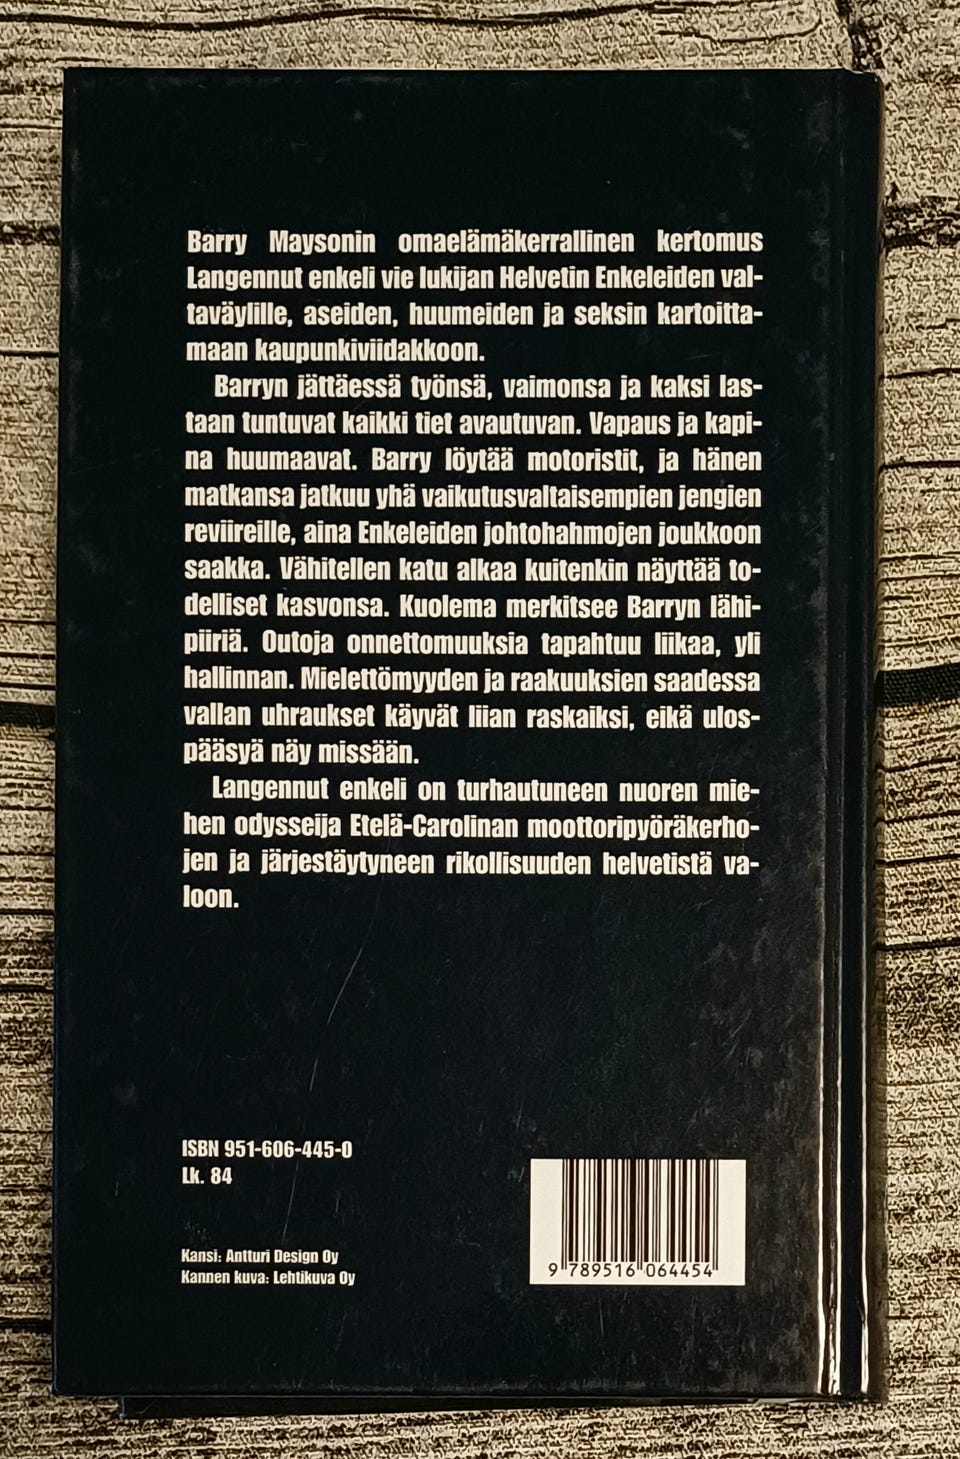 Barry Maysonin omaelämäkerrallinen kertomus
Langennut enkeli vie lukijan Helvetin Enkeleiden val-
taväylille, aseiden, huumeiden ja seksin kartoitta-
maan kaupunkiviidakkoon.
Barryn jättäessä työnsä, vaimonsa ja kaksi las-
taan tuntuvat kaikki tiet avautuvan. Vapaus ja kapi-
na huumaavat. Barry löytää motoristit, ja hänen
matkansa jatkuu yhä vaikutusvaltaisempien jengien
reviireille, aina Enkeleiden johtohahmojen joukkoon
saakka. Vähitellen katu alkaa kuitenkin näyttää to-
delliset kasvonsa. Kuolema merkitsee Barryn lähi-
piiriä. Outoja onnettomuuksia tapahtuu liikaa, yli
hallinnan. Mielettömyyden ja raakuuksien saadessa
vallan uhraukset käyvät liian raskaiksi, eikä ulos-
pääsyä näy missään.
Langennut enkeli on turhautuneen nuoren mie-
hen odysseija Etelä-Carolinan moottoripyöräkerho-
jen ja järjestäytyneen rikollisuuden helvetistä va-
loon.
ISBN 951-606-445-0
Lk. 84
Kansi: Antturi Design Oy
Kannen kuva: Lehtikuva Oy
9 789516 064454